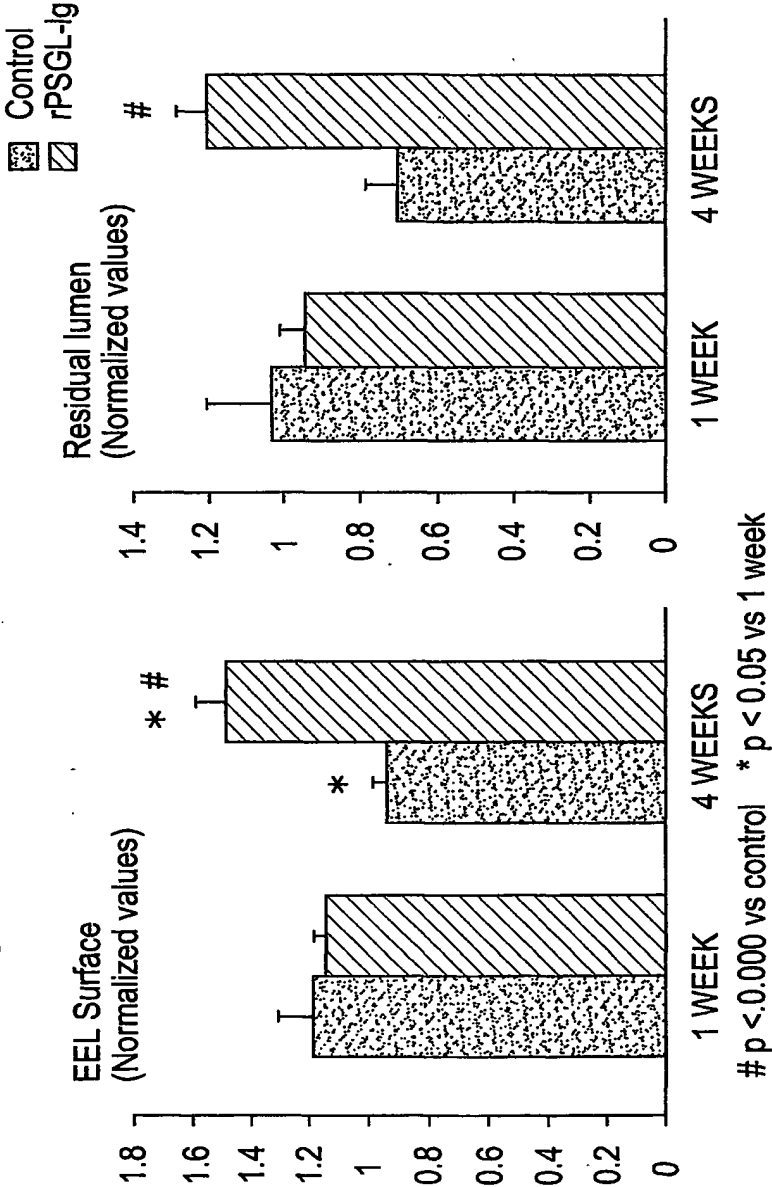 Control
rPSGL-Ig
EEL Surface
(Normalized values)
1.8
1.6
1.4
1.2
1
0.8
0.6
0.4
0.2
0
*
*
#
1 WEEK
4 WEEKS
Residual lumen
(Normalized values)
1.4
1.2
1
0.8
0.6
0.4
0.2
0
#
1 WEEK
4 WEEKS
# p <.0.000 vs control * p < 0.05 vs 1 week